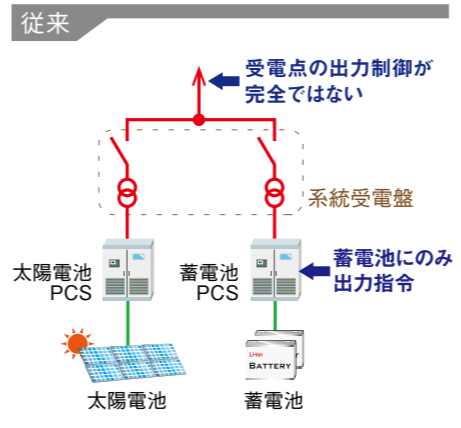 従来
受電点の出力制御が
完全ではない
系統受電盤
太陽電池
PCS
蓄電池
PCS
蓄電池にのみ
出力指令
Li-ion
BATTERY
太陽電池
蓄電池